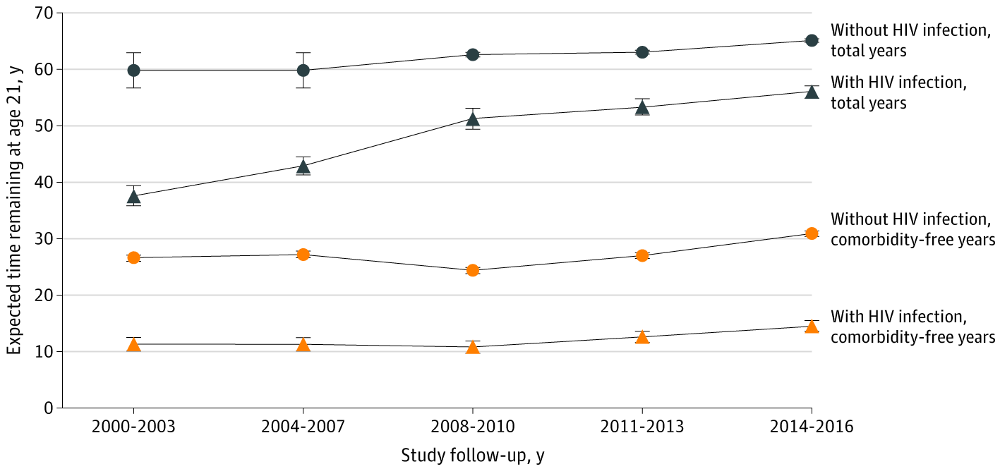 70
60
50
40
30
20
10
0
Expected time remaining at age 21, y
Without HIV infection,
total years
With HIV infection,
total years
Without HIV infection,
comorbidity-free years
With HIV infection,
comorbidity-free years
2000-2003
2004-2007
2008-2010
2011-2013
2014-2016
Study follow-up, y